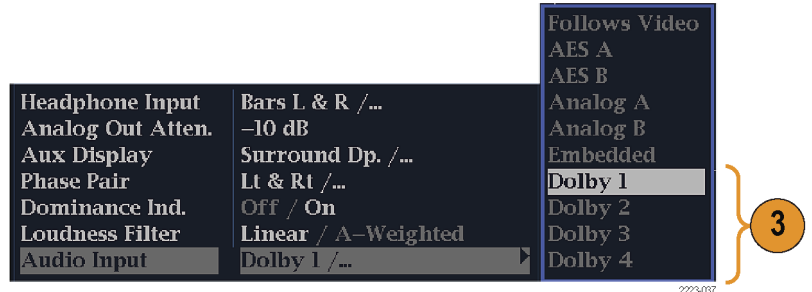 Follows Video
AES A
AES B
Analog A
Analog B
Embedded
Dolby 1
Dolby 2
Dolby 3
Dolby 4
Headphone Input Bars L & R /...
Analog Out Atten. −10 dB
Aux Display Surround Dp. /...
Phase Pair Lt & Rt /...
Dominance Ind. Off / On
Loudness Filter Linear / A−Weighted
Audio Input Dolby 1 /...
3
2223-037